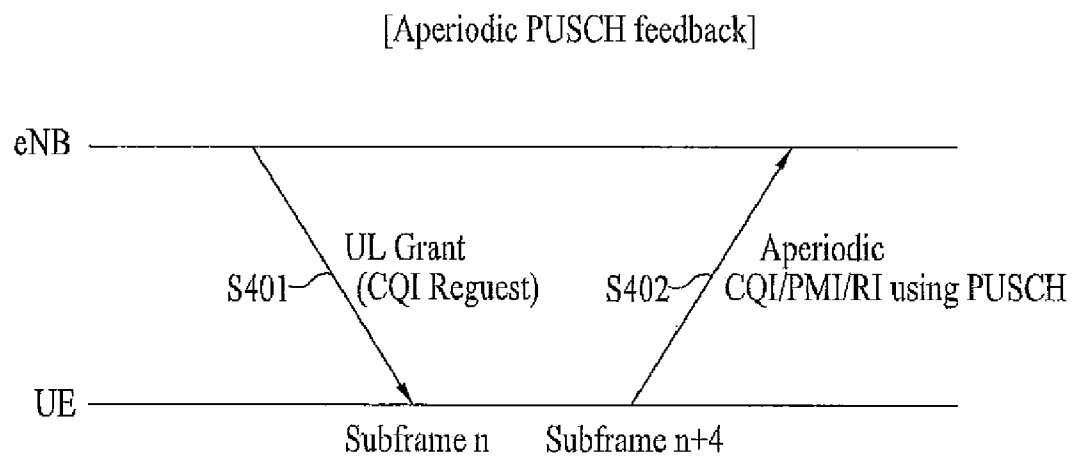 [Aperiodic PUSCH feedback]
eNB
UL Grant
(CQI Reguest)
S401
Aperiodic
CQI/PMI/RI using PUSCH
S402
UE
Subframe n
Subframe n+4